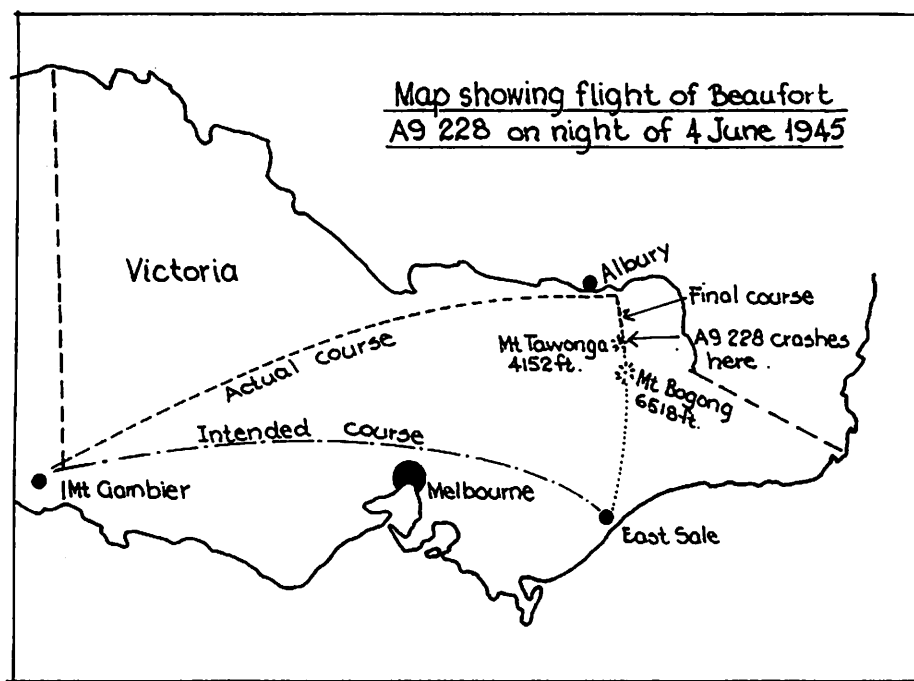 Map showing flight of Beaufort
A9 228 on night of 4 June 1945
Victoria
Albury
Final course
Mt Tawonga
4152 ft.
A9 228 crashes
here.
Mt Bogong
6518 ft.
Actual course
Intended course
Mt Gambier
Melbourne
East Sale